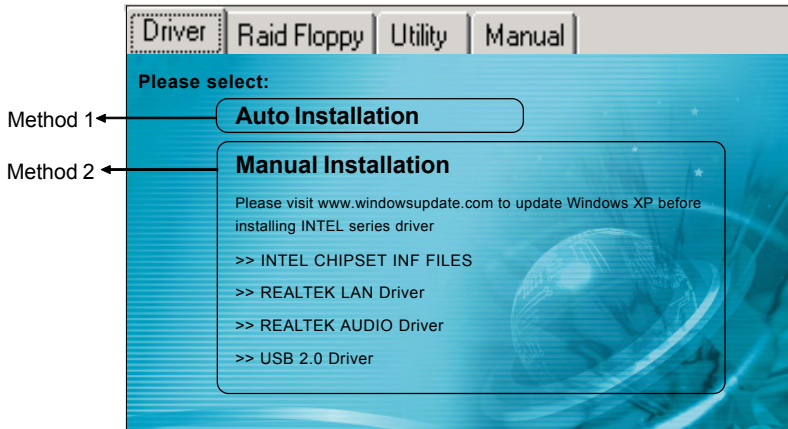 Driver Raid Floppy Utility Manual
Please select:
Method 1
Auto Installation
Method 2
Manual Installation
Please visit www.windowsupdate.com to update Windows XP before
installing INTEL series driver
>> INTEL CHIPSET INF FILES
>> REALTEK LAN Driver
>> REALTEK AUDIO Driver
>> USB 2.0 Driver